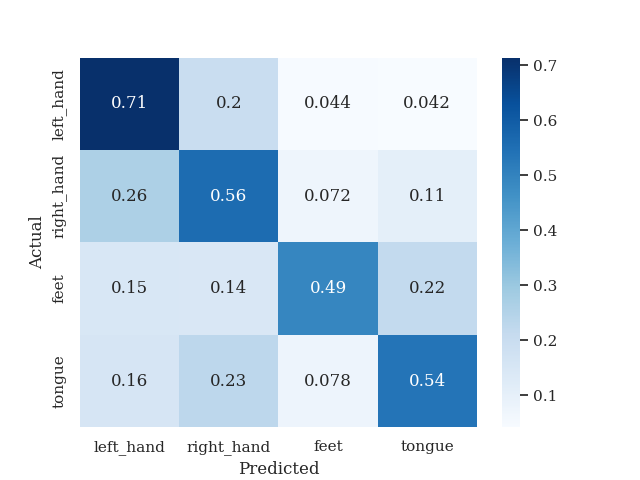 left_hand 0.71 0.2 0.044 0.042
right_hand 0.26 0.56 0.072 0.11
feet 0.15 0.14 0.49 0.22
tongue 0.16 0.23 0.078 0.54
left_hand right_hand feet tongue
Predicted
Actual
0.7
0.6
0.5
0.4
0.3
0.2
0.1